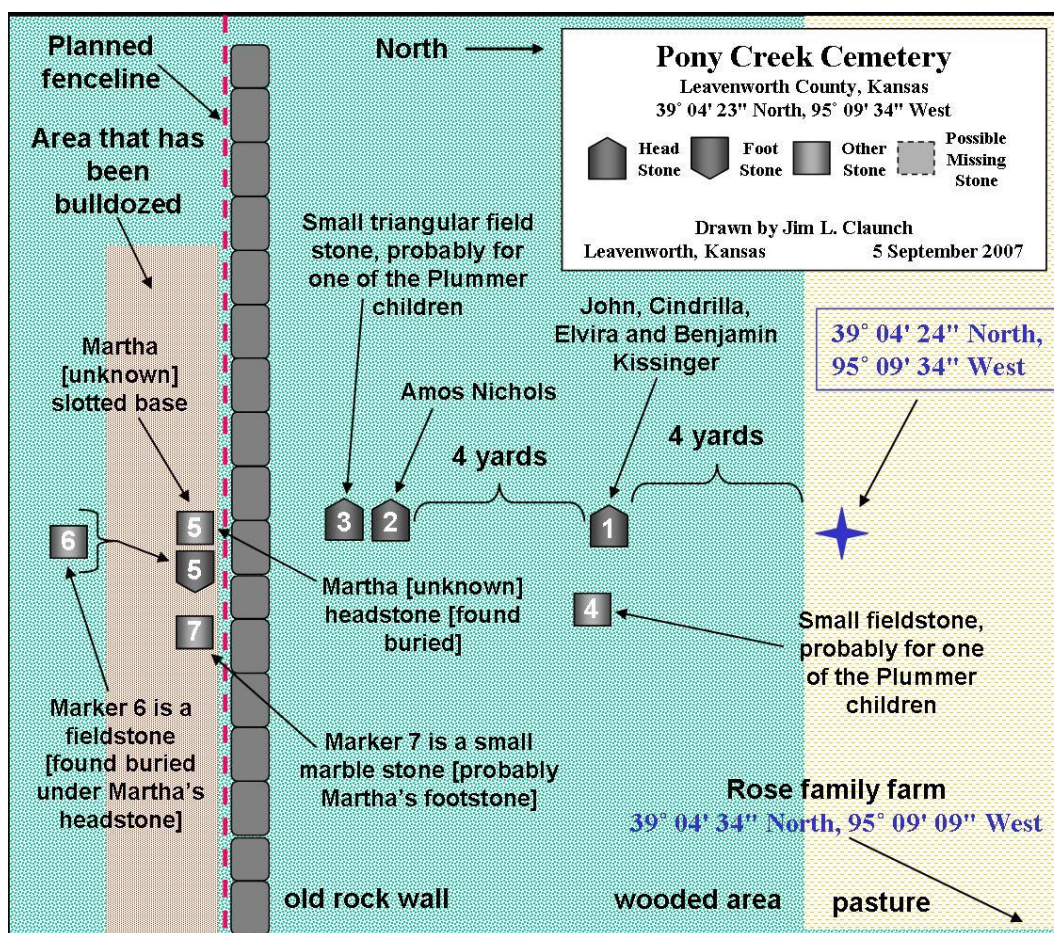 Planned
fenceline
North
Pony Creek Cemetery
Leavenworth County, Kansas
39° 04' 23" North, 95° 09' 34" West
Head
Stone
Foot
Stone
Other
Stone
Possible
Missing
Stone
Drawn by Jim L. Claunch
Leavenworth, Kansas 5 September 2007
Area that has
been
bulldozed
Small triangular field
stone, probably for
one of the Plummer
children
John, Cindrilla,
Elvira and Benjamin
Kissinger
39° 04' 24" North,
95° 09' 34" West
Martha
[unknown]
slotted base
Amos Nichols
4 yards
4 yards
3
2
1
5
6
5
7
4
Martha [unknown]
headstone [found
buried]
Small fieldstone,
probably for one
of the Plummer
children
Marker 6 is a
fieldstone
[found buried
under Martha's
headstone]
Marker 7 is a small
marble stone [probably
Martha's footstone]
Rose family farm
39° 04' 34" North, 95° 09' 09" West
old rock wall
wooded area
pasture